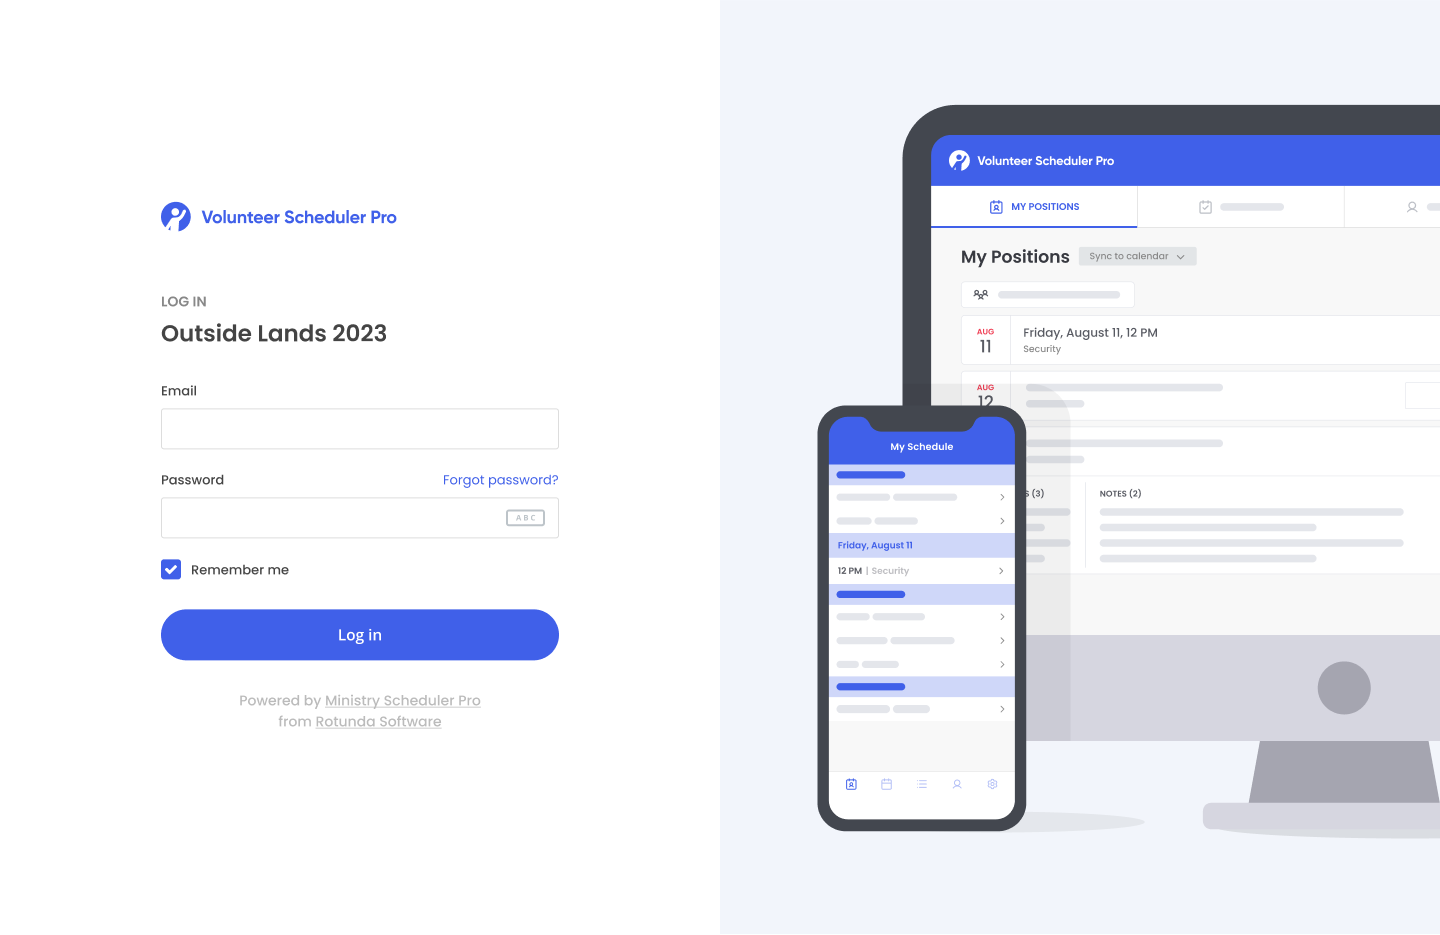 Volunteer Scheduler Pro
LOG IN
Outside Lands 2023
Email
Password Forgot password?
ABC
Remember me
Log in
Powered by Ministry Scheduler Pro
from Rotunda Software
Volunteer Scheduler Pro
MY POSITIONS
My Positions Sync to calendar
AUG
11
Friday, August 11, 12 PM
Security
AUG
12
S (3)
NOTES (2)
My Schedule
Friday, August 11
12 PM | Security